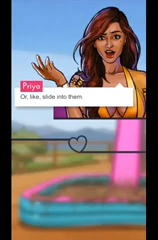 Priya
Or, like, slide into them.